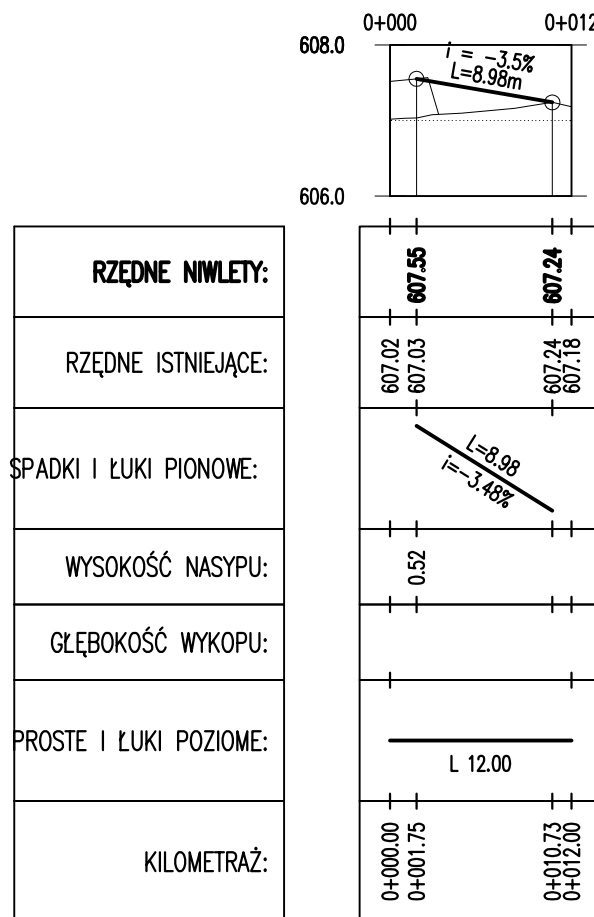 0+000 0+012
608.0
i = -3.5%
L=8.98m
606.0
RZĘDNE NIWLETY: 607.55 607.24
RZĘDNE ISTNIEJĄCE: 607.02 607.03 607.24 607.18
SPADKI I ŁUKI PIONOWE: L=8.98 i=-3.48%
WYSOKOŚĆ NASYPU: 0.52
GŁĘBOKOŚĆ WYKOPU:
PROSTE I ŁUKI POZIOME: L 12.00
KILOMETRAŻ: 0+000.00 0+001.75 0+010.73 0+012.00